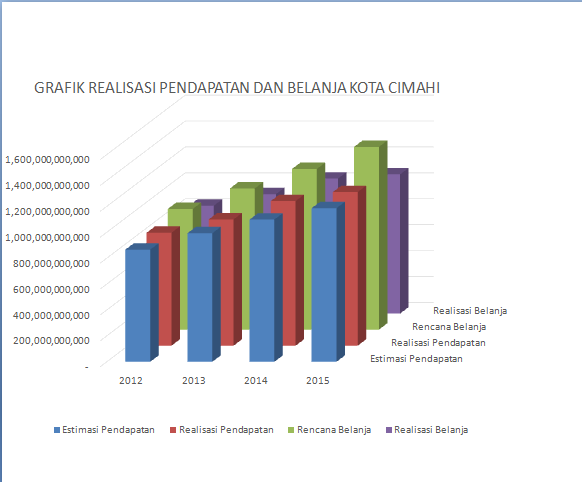 GRAFIK REALISASI PENDAPATAN DAN BELANJA KOTA CIMAHI
1,600,000,000,000
1,400,000,000,000
1,200,000,000,000
1,000,000,000,000
800,000,000,000
600,000,000,000
400,000,000,000
200,000,000,000
-
Realisasi Belanja
Rencana Belanja
Realisasi Pendapatan
Estimasi Pendapatan
2012 2013 2014 2015
Estimasi Pendapatan Realisasi Pendapatan Rencana Belanja Realisasi Belanja